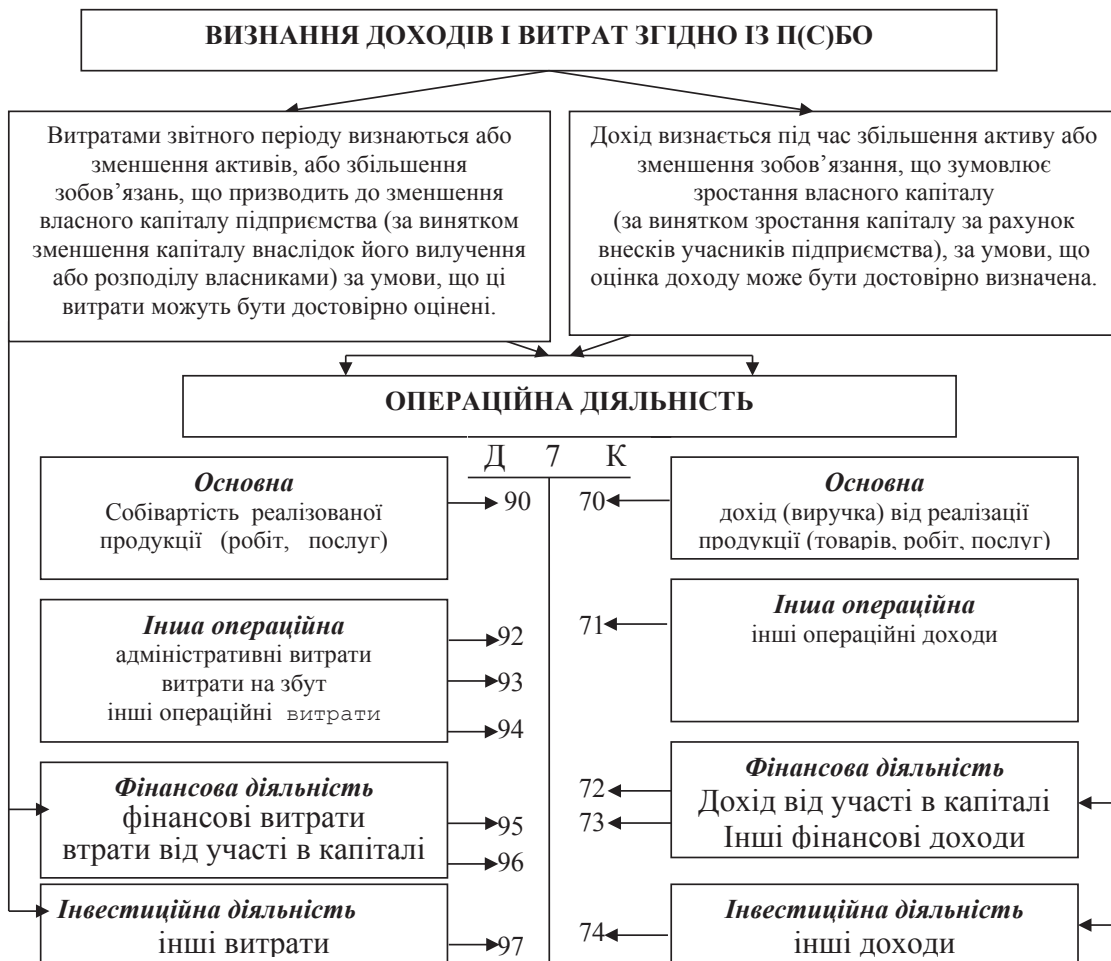 ВИЗНАННЯ ДОХОДІВ І ВИТРАТ ЗГІДНО ІЗ П(С)БО
Витратами звітного періоду визнаються або
зменшення активів, або збільшення
зобов’язань, що призводить до зменшення
власного капіталу підприємства (за винятком
зменшення капіталу внаслідок його вилучення
або розподілу власниками) за умови, що ці
витрати можуть бути достовірно оцінені.
Дохід визнається під час збільшення активу або
зменшення зобов’язання, що зумовлює
зростання власного капіталу
(за винятком зростання капіталу за рахунок
внесків учасників підприємства), за умови, що
оцінка доходу може бути достовірно визначена.
ОПЕРАЦІЙНА ДІЯЛЬНІСТЬ
Д 7 К
Основна
Собівартість реалізованої
продукції (робіт, послуг)
90
70
Основна
дохід (виручка) від реалізації
продукції (товарів, робіт, послуг)
Інша операційна
адміністративні витрати
витрати на збут
інші операційні витрати
92
93
94
71
Інша операційна
інші операційні доходи
Фінансова діяльність
фінансові витрати
втрати від участі в капіталі
95
96
72
73
Фінансова діяльність
Дохід від участі в капіталі
Інші фінансові доходи
Інвестиційна діяльність
інші витрати
97
74
Інвестиційна діяльність
інші доходи